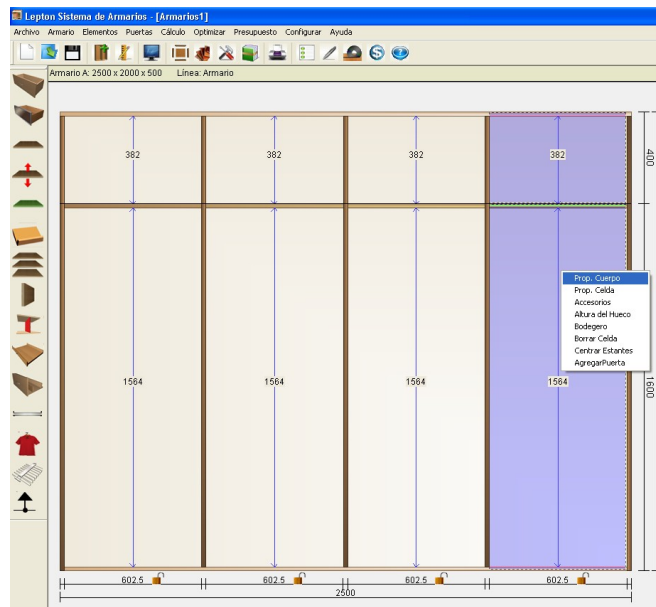 Lepton Sistema de Armarios - [Armarios1]
Archivo Armario Elementos Puertas Cálculo Optimizar Presupuesto Configurar Ayuda
Armario A: 2500 x 2000 x 500 Línea: Armario
382 382 382 382 400
Prop. Cuerpo
Prop. Celda
Accesorios
Altura del Hueco
Bodegero
Borrar Celda
Centrar Estantes
AgregarPuerta
1564 1564 1564 1564 1600
602.5 602.5 602.5 602.5
2500